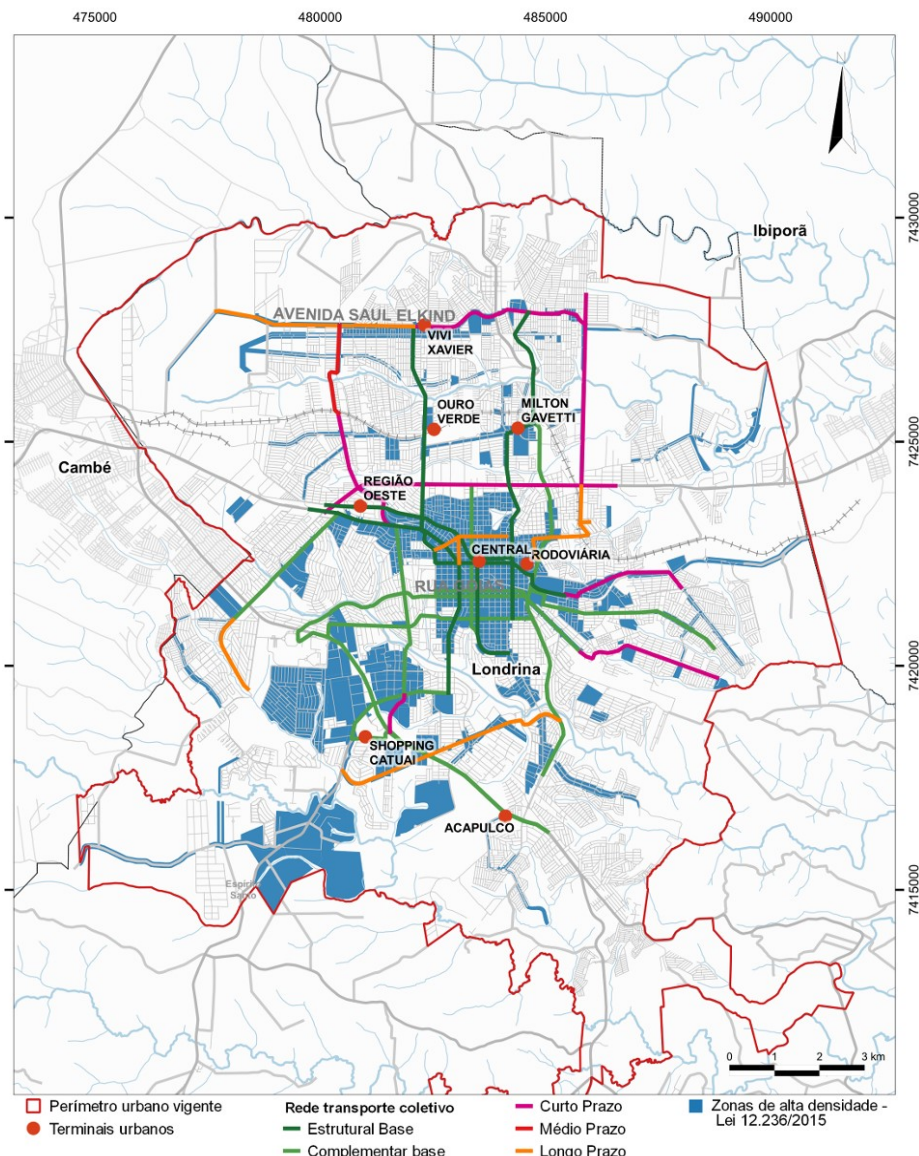 475000
480000
485000
490000
N
7430000
Ibiporã
AVENIDA SAUL ELKIND
VIVI
XAVIER
OURO
VERDE
MILTON
GAVETTI
7425000
Cambé
REGIÃO
OESTE
CENTRAL
RODOVIÁRIA
Londrina
7420000
SHOPPING
CATUAI
ACAPULCO
7415000
0 1 2 3 km
Perímetro urbano vigente
Terminais urbanos
Rede transporte coletivo
Estrutural Base
Complementar base
Curto Prazo
Médio Prazo
Longo Prazo
Zonas de alta densidade -
Lei 12.236/2015